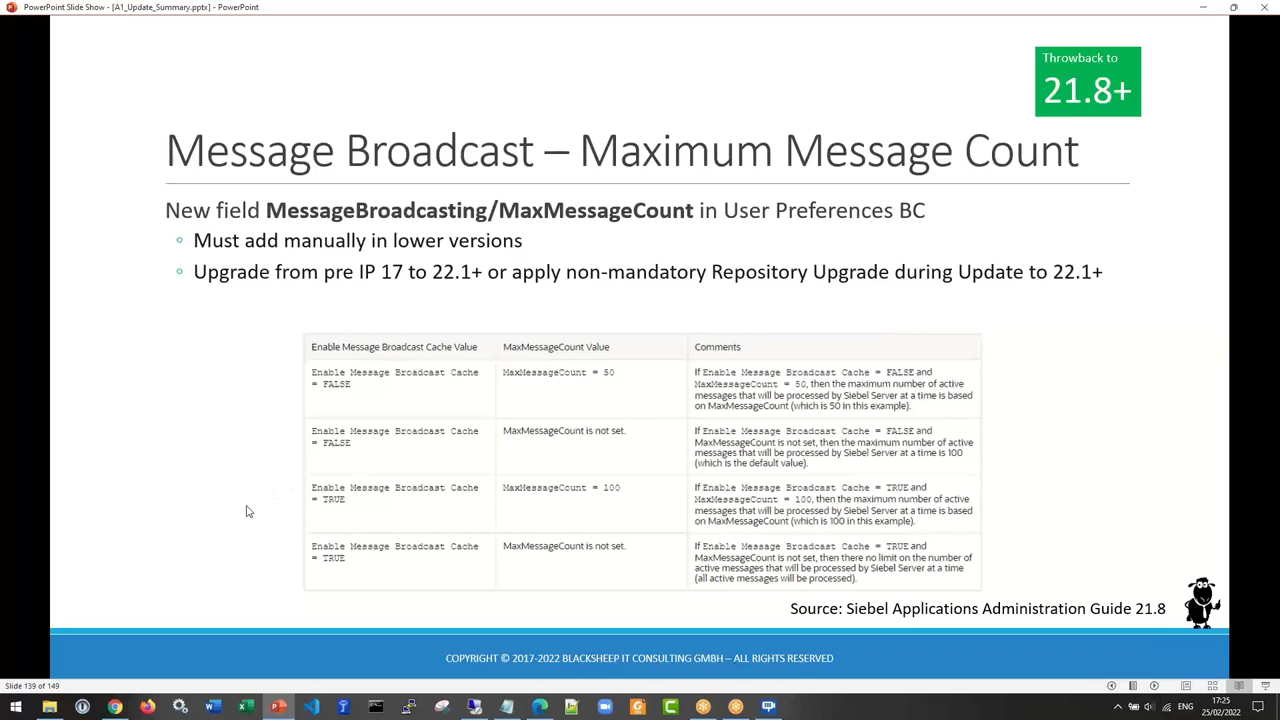 PowerPoint Slide Show - [A1_Update_Summary.pptx] - PowerPoint
Throwback to
21.8+
Message Broadcast – Maximum Message Count
New field MessageBroadcasting/MaxMessageCount in User Preferences BC
Must add manually in lower versions
Upgrade from pre IP 17 to 22.1+ or apply non-mandatory Repository Upgrade during Update to 22.1+
Enable Message Broadcast Cache Value
MaxMessageCount Value
Comments
Enable Message Broadcast Cache
= FALSE
MaxMessageCount = 50
If Enable Message Broadcast Cache = FALSE and
MaxMessageCount = 50, then the maximum number of active
messages that will be processed by Siebel Server at a time is based
on MaxMessageCount (which is 50 in this example).
Enable Message Broadcast Cache
= FALSE
MaxMessageCount is not set.
If Enable Message Broadcast Cache = FALSE and
MaxMessageCount is not set, then the maximum number of active
messages that will be processed by Siebel Server at a time is 100
(which is the default value).
Enable Message Broadcast Cache
= TRUE
MaxMessageCount = 100
If Enable Message Broadcast Cache = TRUE and
MaxMessageCount = 100, then the maximum number of active
messages that will be processed by Siebel Server at a time is based
on MaxMessageCount (which is 100 in this example).
Enable Message Broadcast Cache
= TRUE
MaxMessageCount is not set.
If Enable Message Broadcast Cache = TRUE and
MaxMessageCount is not set, then there no limit on the number of
active messages that will be processed by Siebel Server at a time
(all active messages will be processed).
Source: Siebel Applications Administration Guide 21.8
COPYRIGHT © 2017-2022 BLACKSHEEP IT CONSULTING GMBH – ALL RIGHTS RESERVED
Slide 139 of 149
17:25
25/02/2022